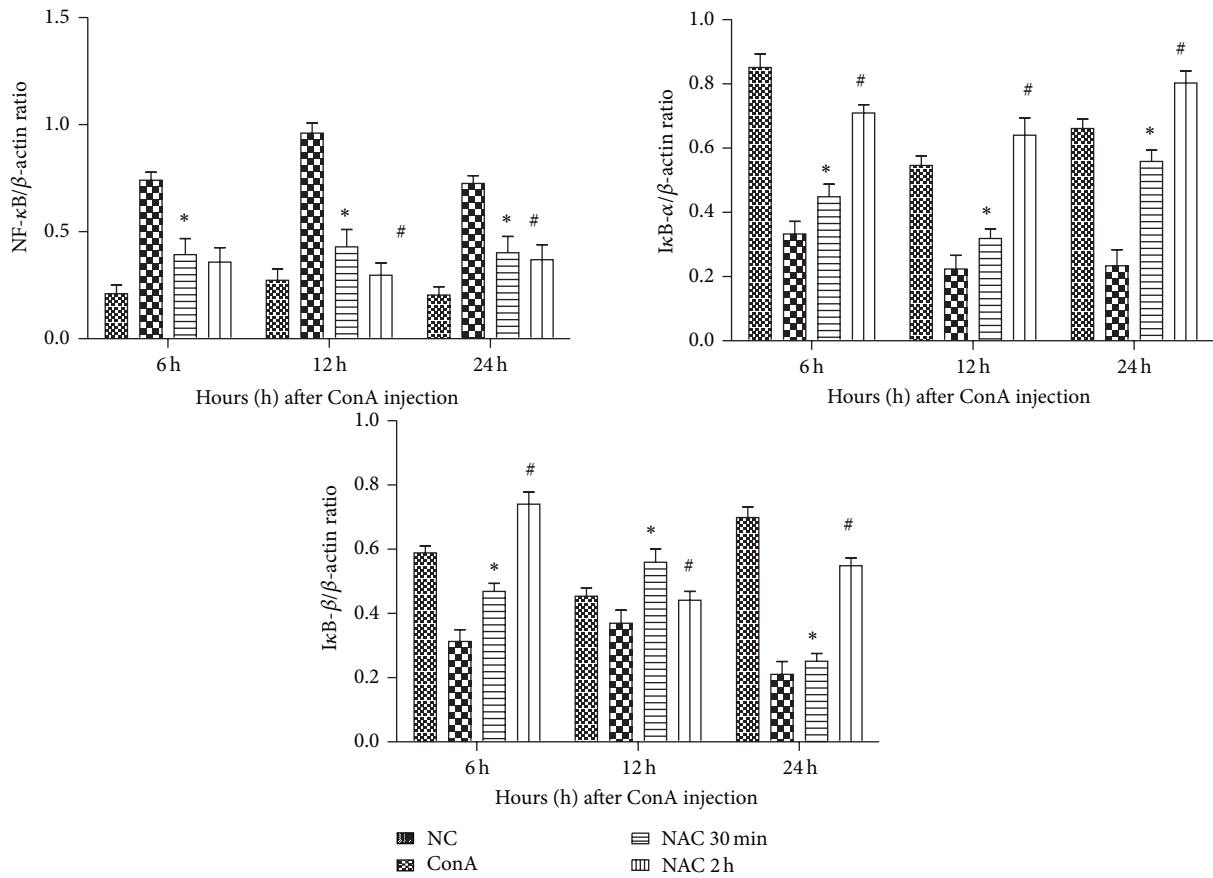 1.5
1.0
0.5
0.0
NF-κB/β-actin ratio
*
*
#
*
#
6 h
12 h
24 h
Hours (h) after ConA injection
1.0
0.8
0.6
0.4
0.2
0.0
IκB-α/β-actin ratio
*
#
*
#
*
#
6 h
12 h
24 h
Hours (h) after ConA injection
1.0
0.8
0.6
0.4
0.2
0.0
IκB-β/β-actin ratio
*
#
*
#
*
#
6 h
12 h
24 h
Hours (h) after ConA injection
NC
ConA
NAC 30 min
NAC 2 h